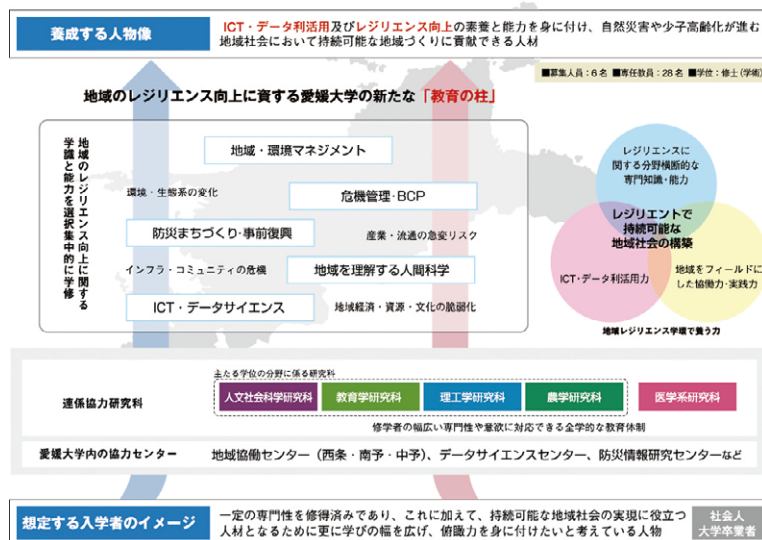 養成する人物像
ICT・データ利活用及びレジリエンス向上の素養と能力を身に付け、自然災害や少子高齢化が進む
地域社会において持続可能な地域づくりに貢献できる人材
■募集人員：6名 ■専任教員：28名 ■学位：修士(学術)
地域のレジリエンス向上に資する愛媛大学の新たな「教育の柱」
地域のレジリエンス向上に関する
学識と能力を選択集中的に学修
地域・環境マネジメント
環境・生態系の変化
危機管理・BCP
防災まちづくり・事前復興
産業・流通の急変リスク
インフラ・コミュニティの危機
地域を理解する人間科学
ICT・データサイエンス
地域経済・資源・文化の脆弱化
レジリエンスに
関する分野横断的な
専門知識・能力
レジリエントで
持続可能な
地域社会の構築
ICT・データ利活用力
地域をフィールドに
した協働力・実践力
地域レジリエンス学環で養う力
主たる学位の分野に係る研究科
連係協力研究科
人文社会科学研究科
教育学研究科
理工学研究科
農学研究科
医学系研究科
修学者の幅広い専門性や意欲に対応できる全学的な教育体制
愛媛大学内の協力センター
地域協働センター（西条・南予・中予）、データサイエンスセンター、防災情報研究センターなど
想定する入学者のイメージ
一定の専門性を修得済みであり、これに加えて、持続可能な地域社会の実現に役立つ
人材となるために更に学びの幅を広げ、俯瞰力を身に付けたいと考えている人物
社会人
大学卒業者